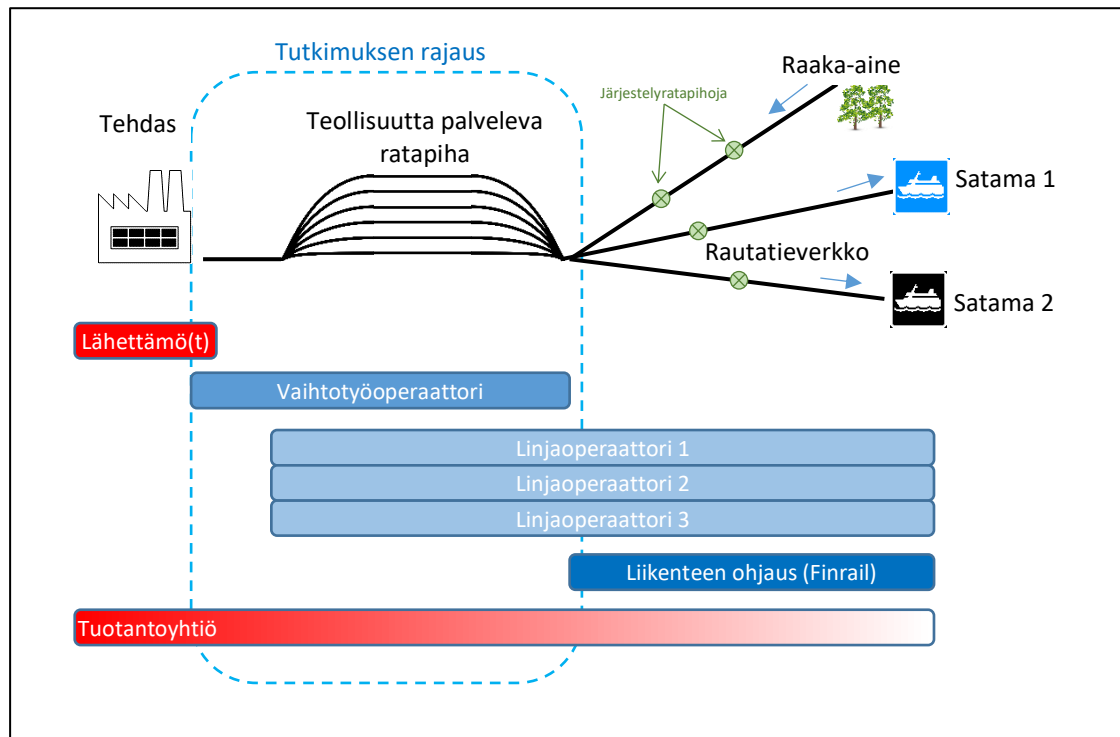 Tutkimuksen rajaus
Raaka-aine
Järjestelyratapihoja
Tehdas
Teollisuutta palveleva
ratapiha
Satama 1
Rautatieverkko
Satama 2
Lähettämö(t)
Vaihtotyöoperaattori
Linjaoperaattori 1
Linjaoperaattori 2
Linjaoperaattori 3
Liikenteen ohjaus (Finrail)
Tuotantoyhtiö